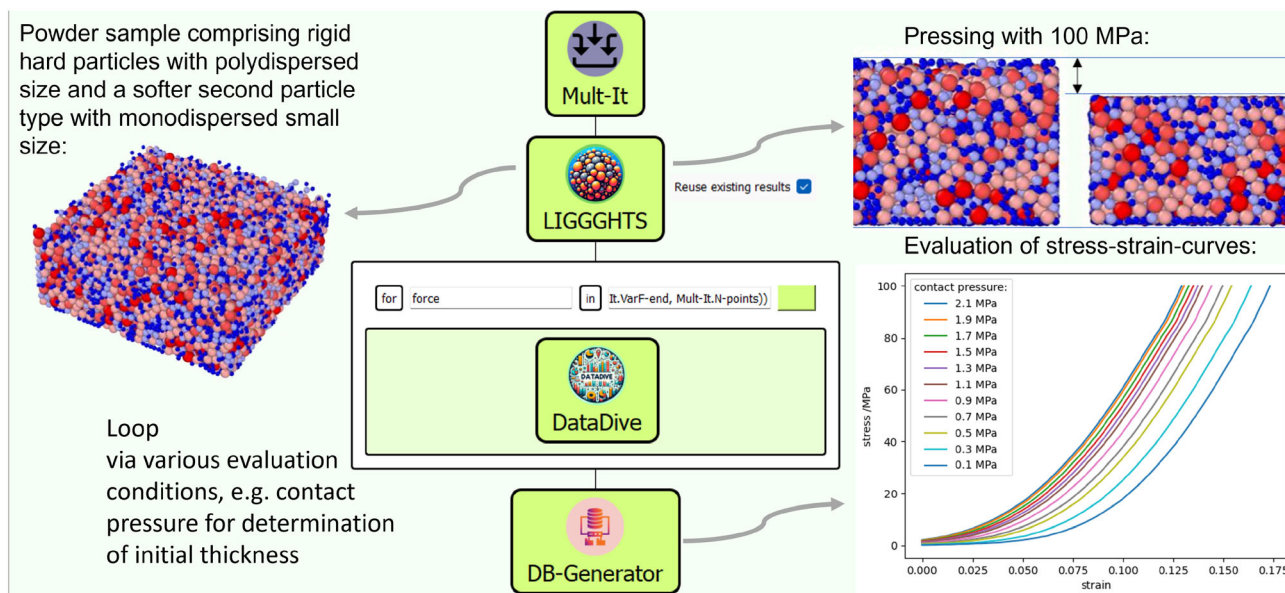 Powder sample comprising rigid
hard particles with polydispersed
size and a softer second particle
type with monodispersed small
size:
Mult-It
LIGGGHTS
Reuse existing results
for
force
in
It.VarF-end, Mult-It.N-points))
DATADIVE
DataDive
DB-Generator
Loop
via various evaluation
conditions, e.g. contact
pressure for determination
of initial thickness
Pressing with 100 MPa:
Evaluation of stress-strain-curves:
contact pressure:
2.1 MPa
1.9 MPa
1.7 MPa
1.5 MPa
1.3 MPa
1.1 MPa
0.9 MPa
0.7 MPa
0.5 MPa
0.3 MPa
0.1 MPa
stress /MPa
100
80
60
40
20
0
0.000
0.025
0.050
0.075
0.100
0.125
0.150
0.175
strain